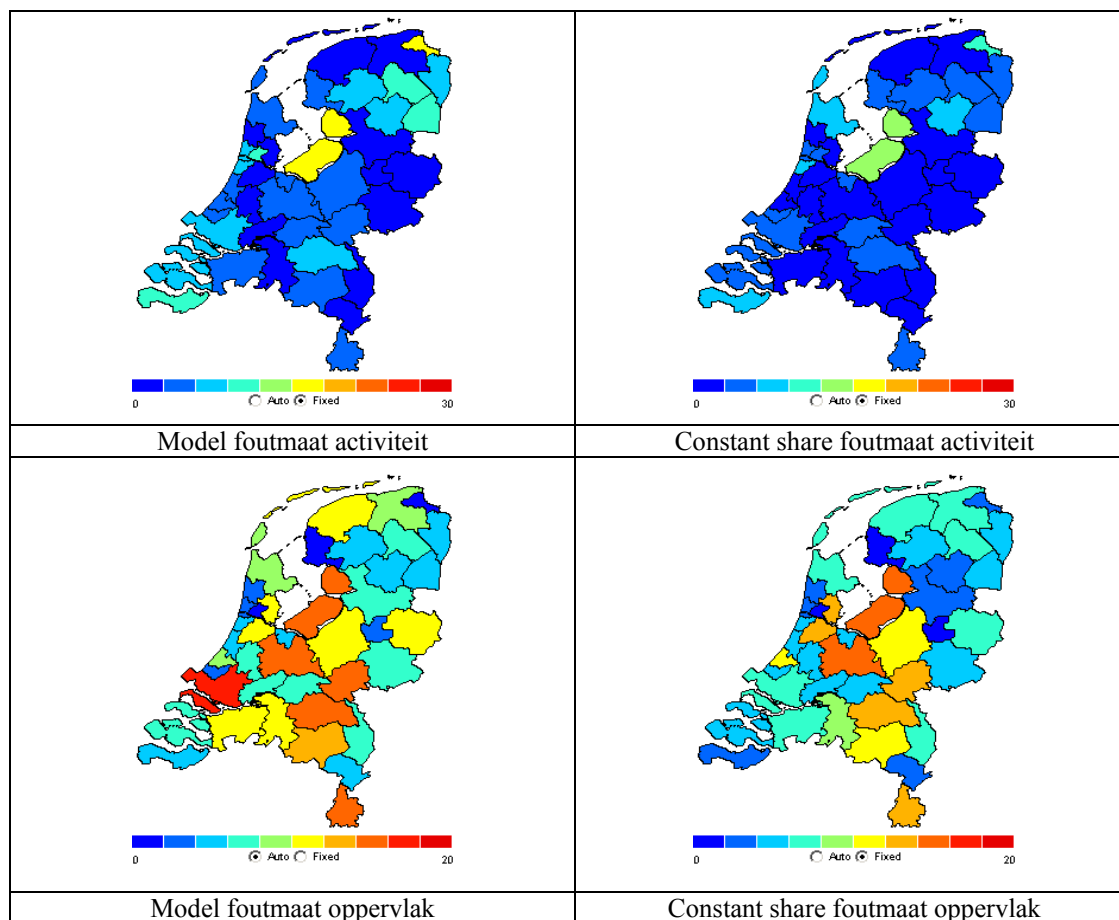 0 30
Auto Fixed
0 30
Auto Fixed
Model foutmaat activiteit
Constant share foutmaat activiteit
0 20
Auto Fixed
0 20
Auto Fixed
Model foutmaat oppervlak
Constant share foutmaat oppervlak